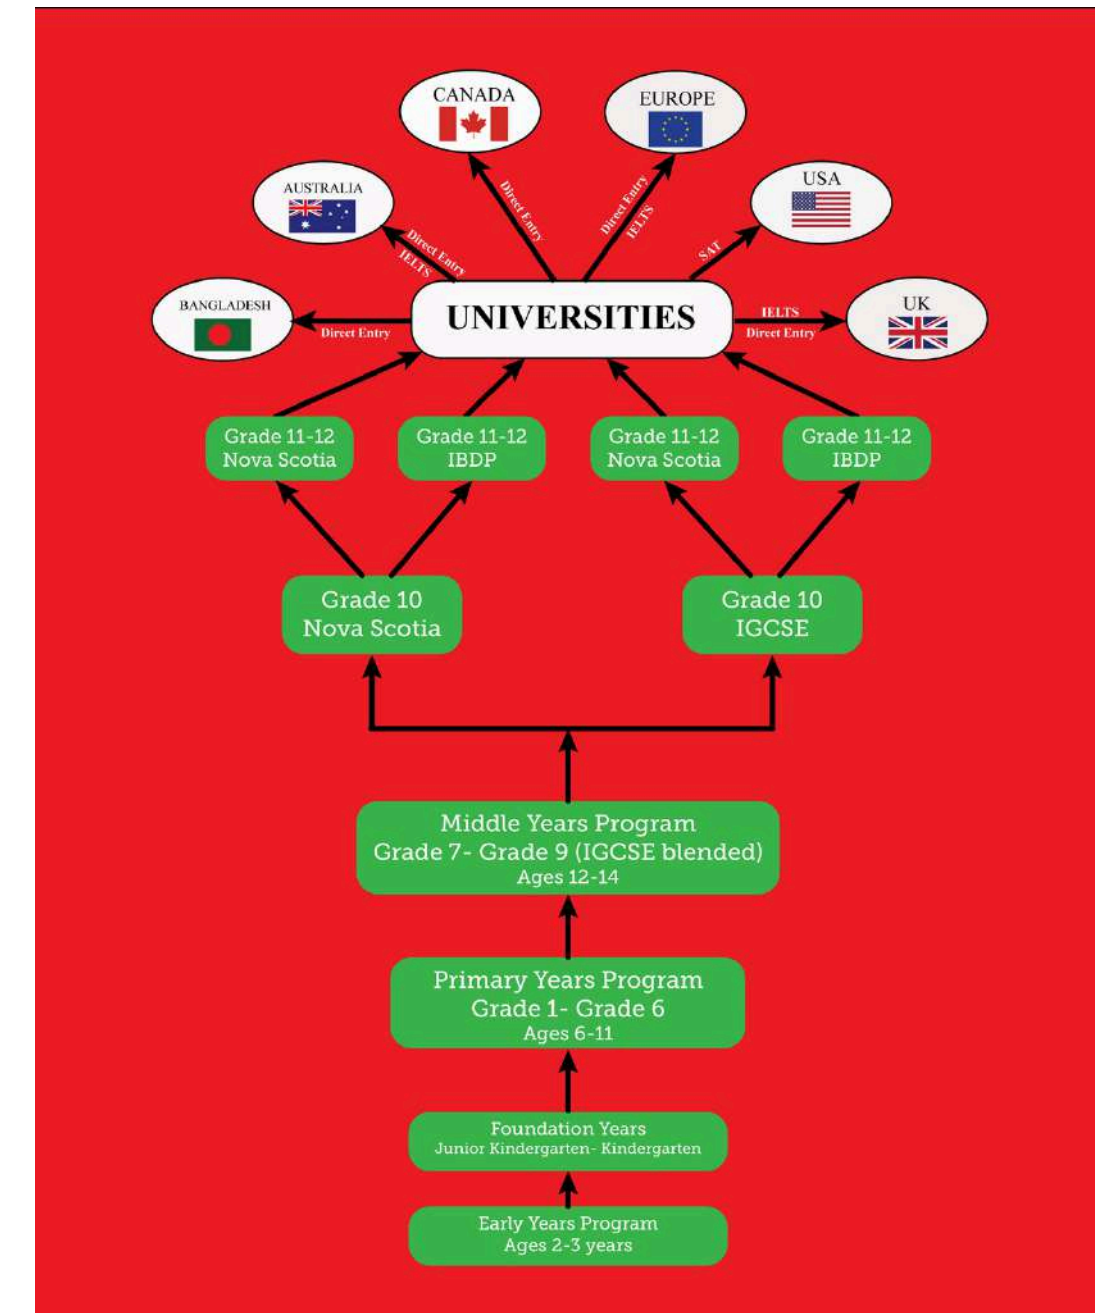 CANADA
EUROPE
AUSTRALIA
USA
BANGLADESH
UK
Direct Entry
IELTS
Direct Entry
Direct Entry
IELTS
SAT
Direct Entry
IELTS
Direct Entry
UNIVERSITIES
Grade 11-12
Nova Scotia
Grade 11-12
IBDP
Grade 11-12
Nova Scotia
Grade 11-12
IBDP
Grade 10
Nova Scotia
Grade 10
IGCSE
Middle Years Program
Grade 7- Grade 9 (IGCSE blended)
Ages 12-14
Primary Years Program
Grade 1- Grade 6
Ages 6-11
Foundation Years
Junior Kindergarten- Kindergarten
Early Years Program
Ages 2-3 years